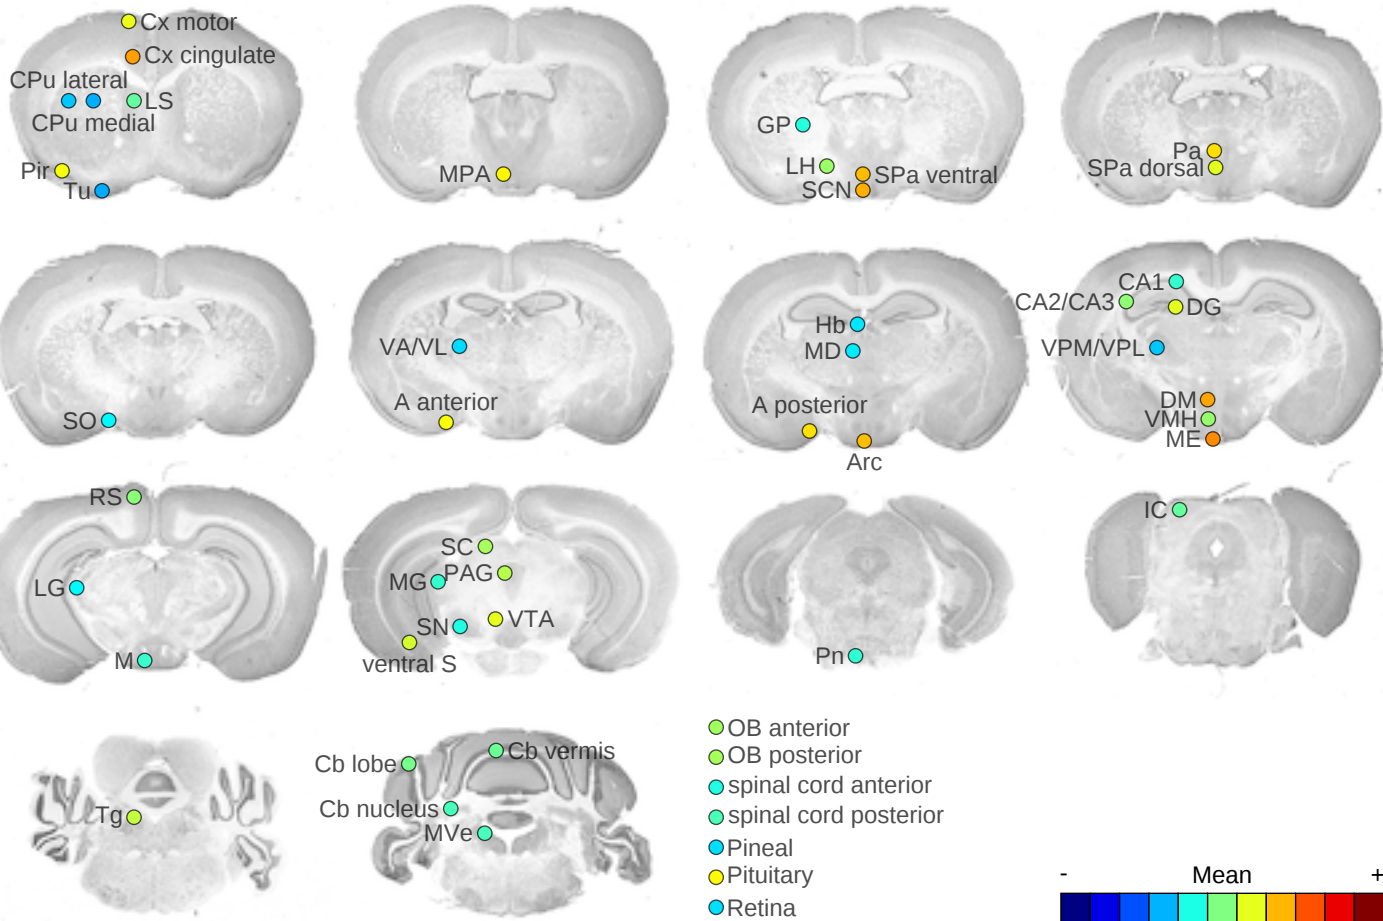 Cx motor
Cx cingulate
CPu lateral
LS
CPu medial
Pir
Tu
MPA
GP
LH
SPa ventral
SCN
Pa
SPa dorsal
SO
VA/VL
A anterior
Hb
MD
A posterior
Arc
CA1
CA2/CA3
DG
VPM/VPL
DM
VMH
ME
RS
LG
M
SC
PAG
MG
SN
VTA
ventral S
Pn
IC
Tg
Cb lobe
Cb vermis
Cb nucleus
MVe
OB anterior
OB posterior
spinal cord anterior
spinal cord posterior
Pineal
Pituitary
Retina
- Mean +